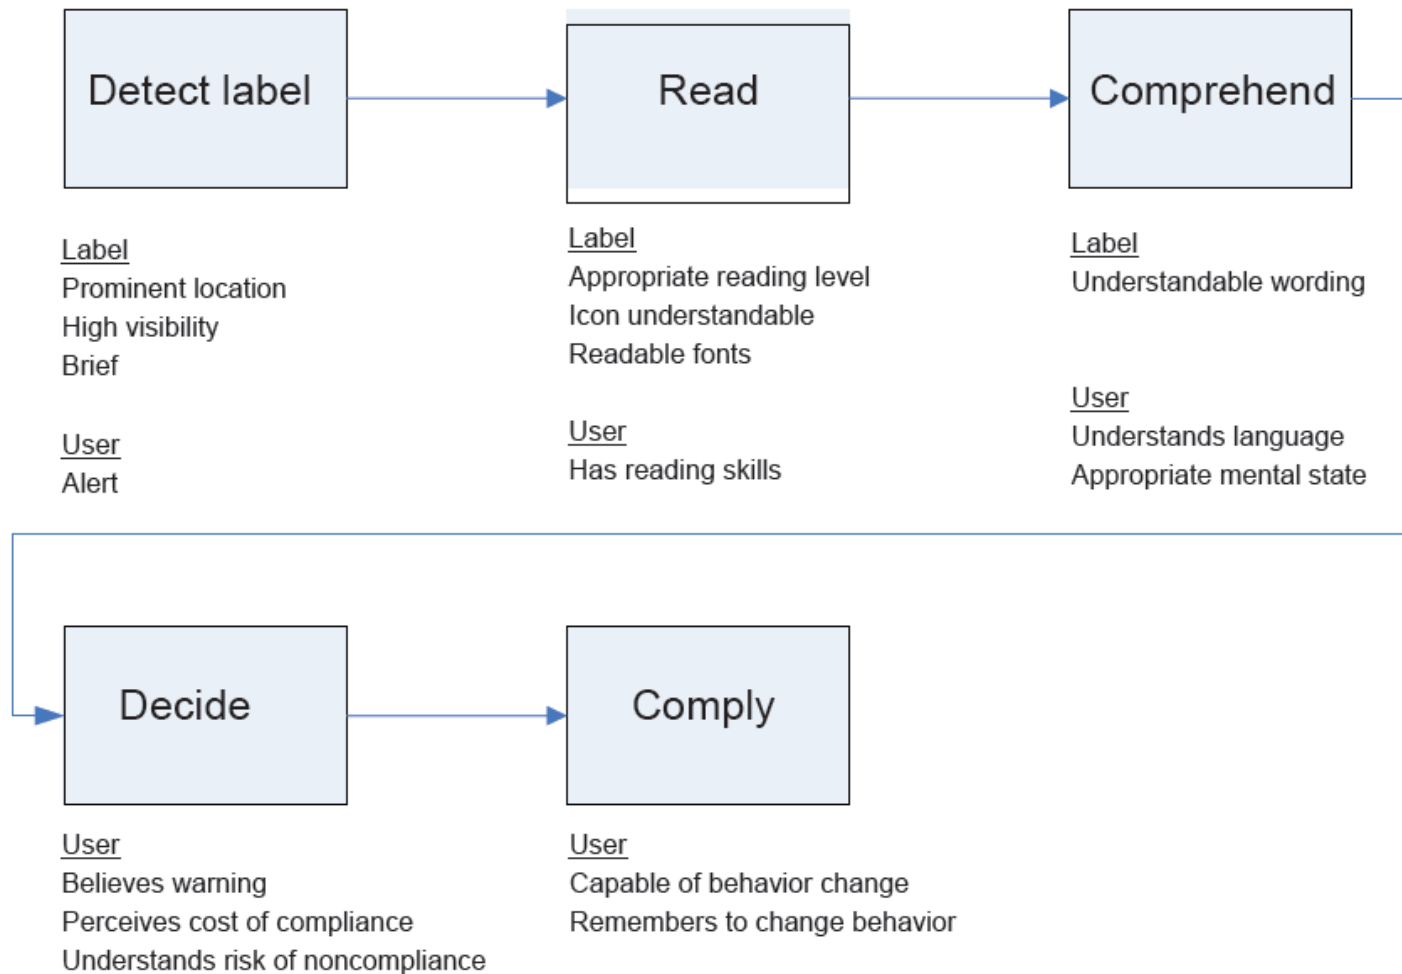 Detect label
Read
Comprehend
Label
Prominent location
High visibility
Brief
User
Alert
Label
Appropriate reading level
Icon understandable
Readable fonts
User
Has reading skills
Label
Understandable wording
User
Understands language
Appropriate mental state
Decide
Comply
User
Believes warning
Perceives cost of compliance
Understands risk of noncompliance
User
Capable of behavior change
Remembers to change behavior